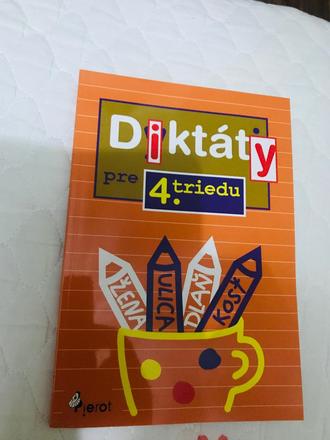 Diktáty
pre
4. triedu
ŽENA
ULICA
DLAŇ
KOSŤ
Pierot